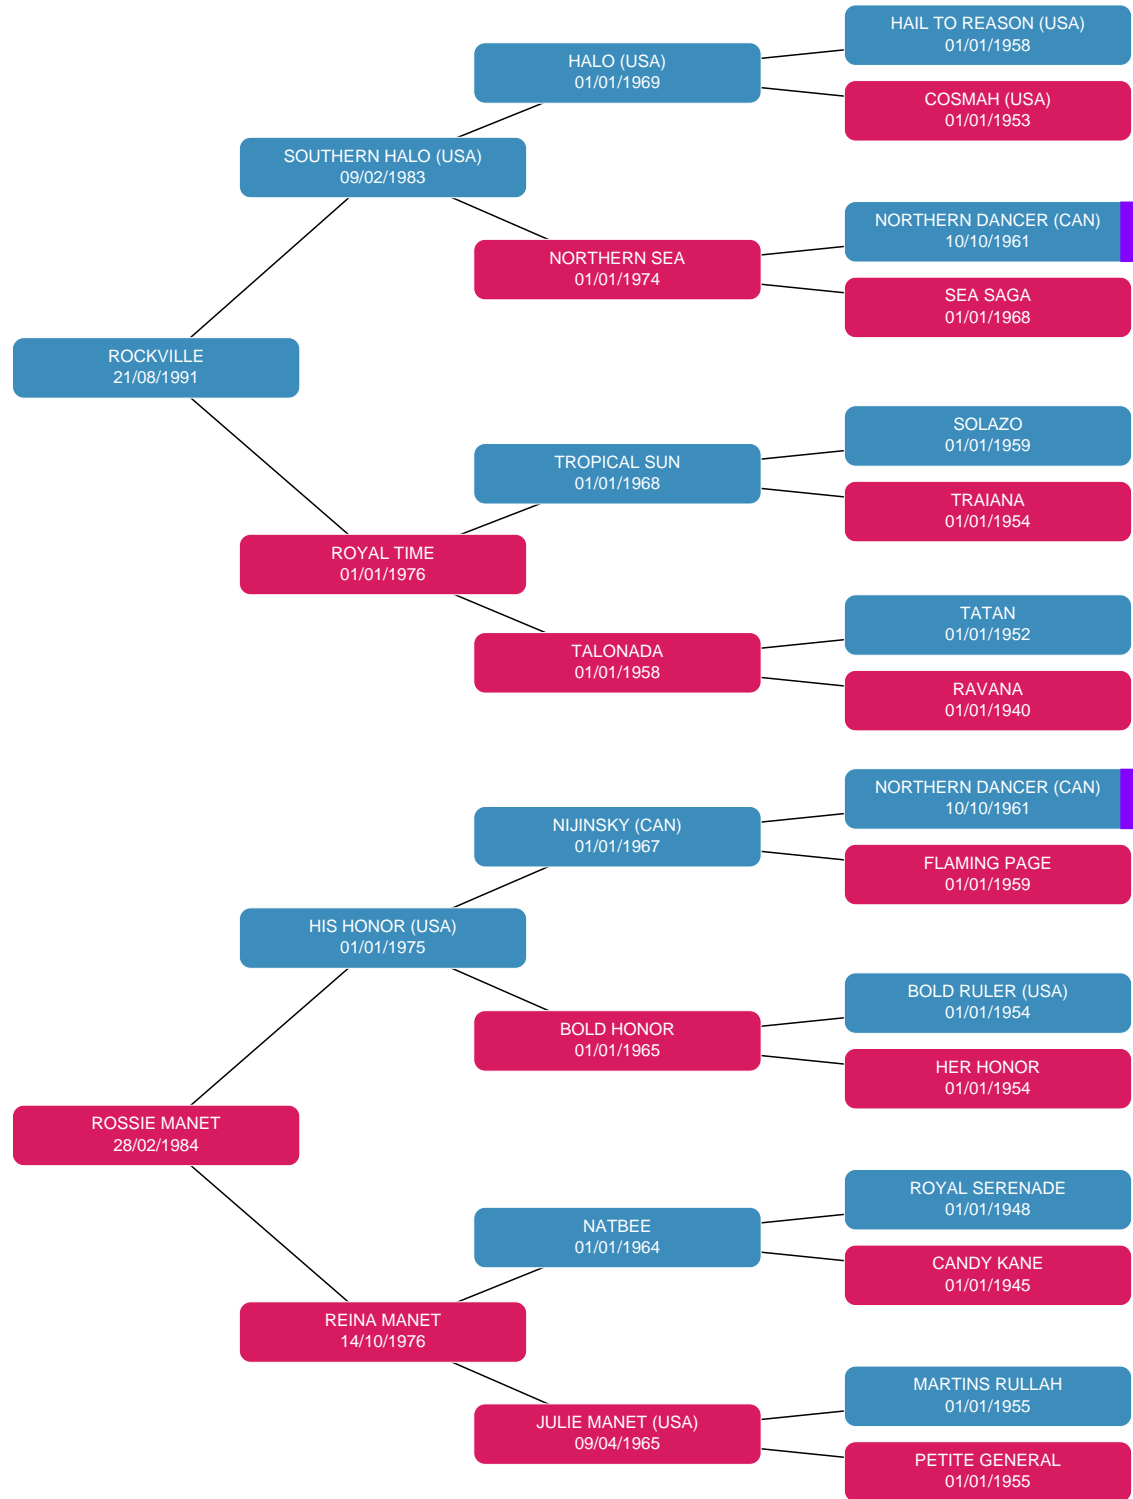 HAIL TO REASON (USA)
01/01/1958
HALO (USA)
01/01/1969
COSMAH (USA)
01/01/1953
SOUTHERN HALO (USA)
09/02/1983
NORTHERN DANCER (CAN)
10/10/1961
NORTHERN SEA
01/01/1974
SEA SAGA
01/01/1968
ROCKVILLE
21/08/1991
SOLAZO
01/01/1959
TROPICAL SUN
01/01/1968
TRAIANA
01/01/1954
ROYAL TIME
01/01/1976
TATAN
01/01/1952
TALONADA
01/01/1958
RAVANA
01/01/1940
NORTHERN DANCER (CAN)
10/10/1961
NIJINSKY (CAN)
01/01/1967
FLAMING PAGE
01/01/1959
HIS HONOR (USA)
01/01/1975
BOLD RULER (USA)
01/01/1954
BOLD HONOR
01/01/1965
HER HONOR
01/01/1954
ROSSIE MANET
28/02/1984
ROYAL SERENADE
01/01/1948
NATBEE
01/01/1964
CANDY KANE
01/01/1945
REINA MANET
14/10/1976
MARTINS RULLAH
01/01/1955
JULIE MANET (USA)
09/04/1965
PETITE GENERAL
01/01/1955